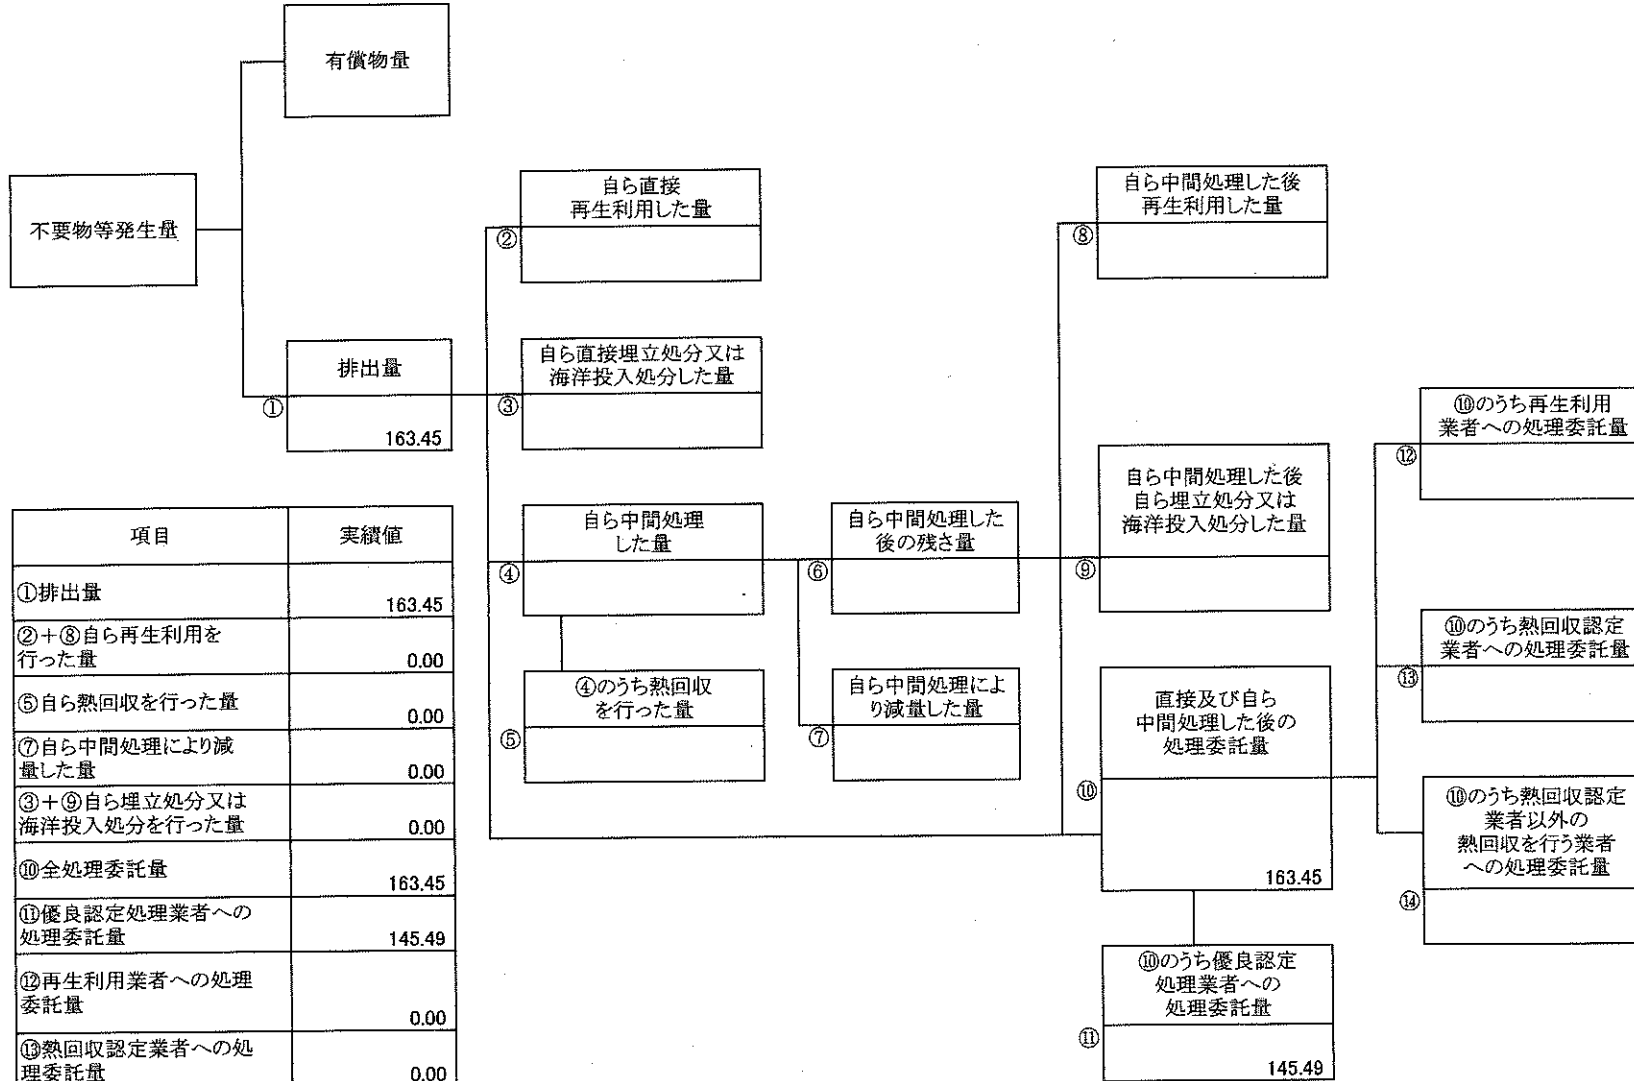 有償物量
不要物等発生量
排出量
①
163.45
自ら直接
再生利用した量
②
自ら直接埋立処分又は
海洋投入処分した量
③
自ら中間処理
した量
④
④のうち熱回収
を行った量
⑤
自ら中間処理した
後の残さ量
⑥
自ら中間処理によ
り減量した量
⑦
自ら中間処理した後
再生利用した量
⑧
自ら中間処理した後
自ら埋立処分又は
海洋投入処分した量
⑨
直接及び自ら
中間処理した後の
処理委託量
⑩
163.45
⑩のうち優良認定
処理業者への
処理委託量
⑪
145.49
⑩のうち再生利用
業者への処理委託量
⑫
⑩のうち熱回収認定
業者への処理委託量
⑬
⑩のうち熱回収認定
業者以外の
熱回収を行う業者
への処理委託量
⑭
項目 実績値
①排出量 163.45
②+⑧自ら再生利用を
行った量 0.00
⑤自ら熱回収を行った量 0.00
⑦自ら中間処理により減
量した量 0.00
③+⑨自ら埋立処分又は
海洋投入処分を行った量 0.00
⑩全処理委託量 163.45
⑪優良認定処理業者への
処理委託量 145.49
⑫再生利用業者への処理
委託量 0.00
⑬熱回収認定業者への処
理委託量 0.00